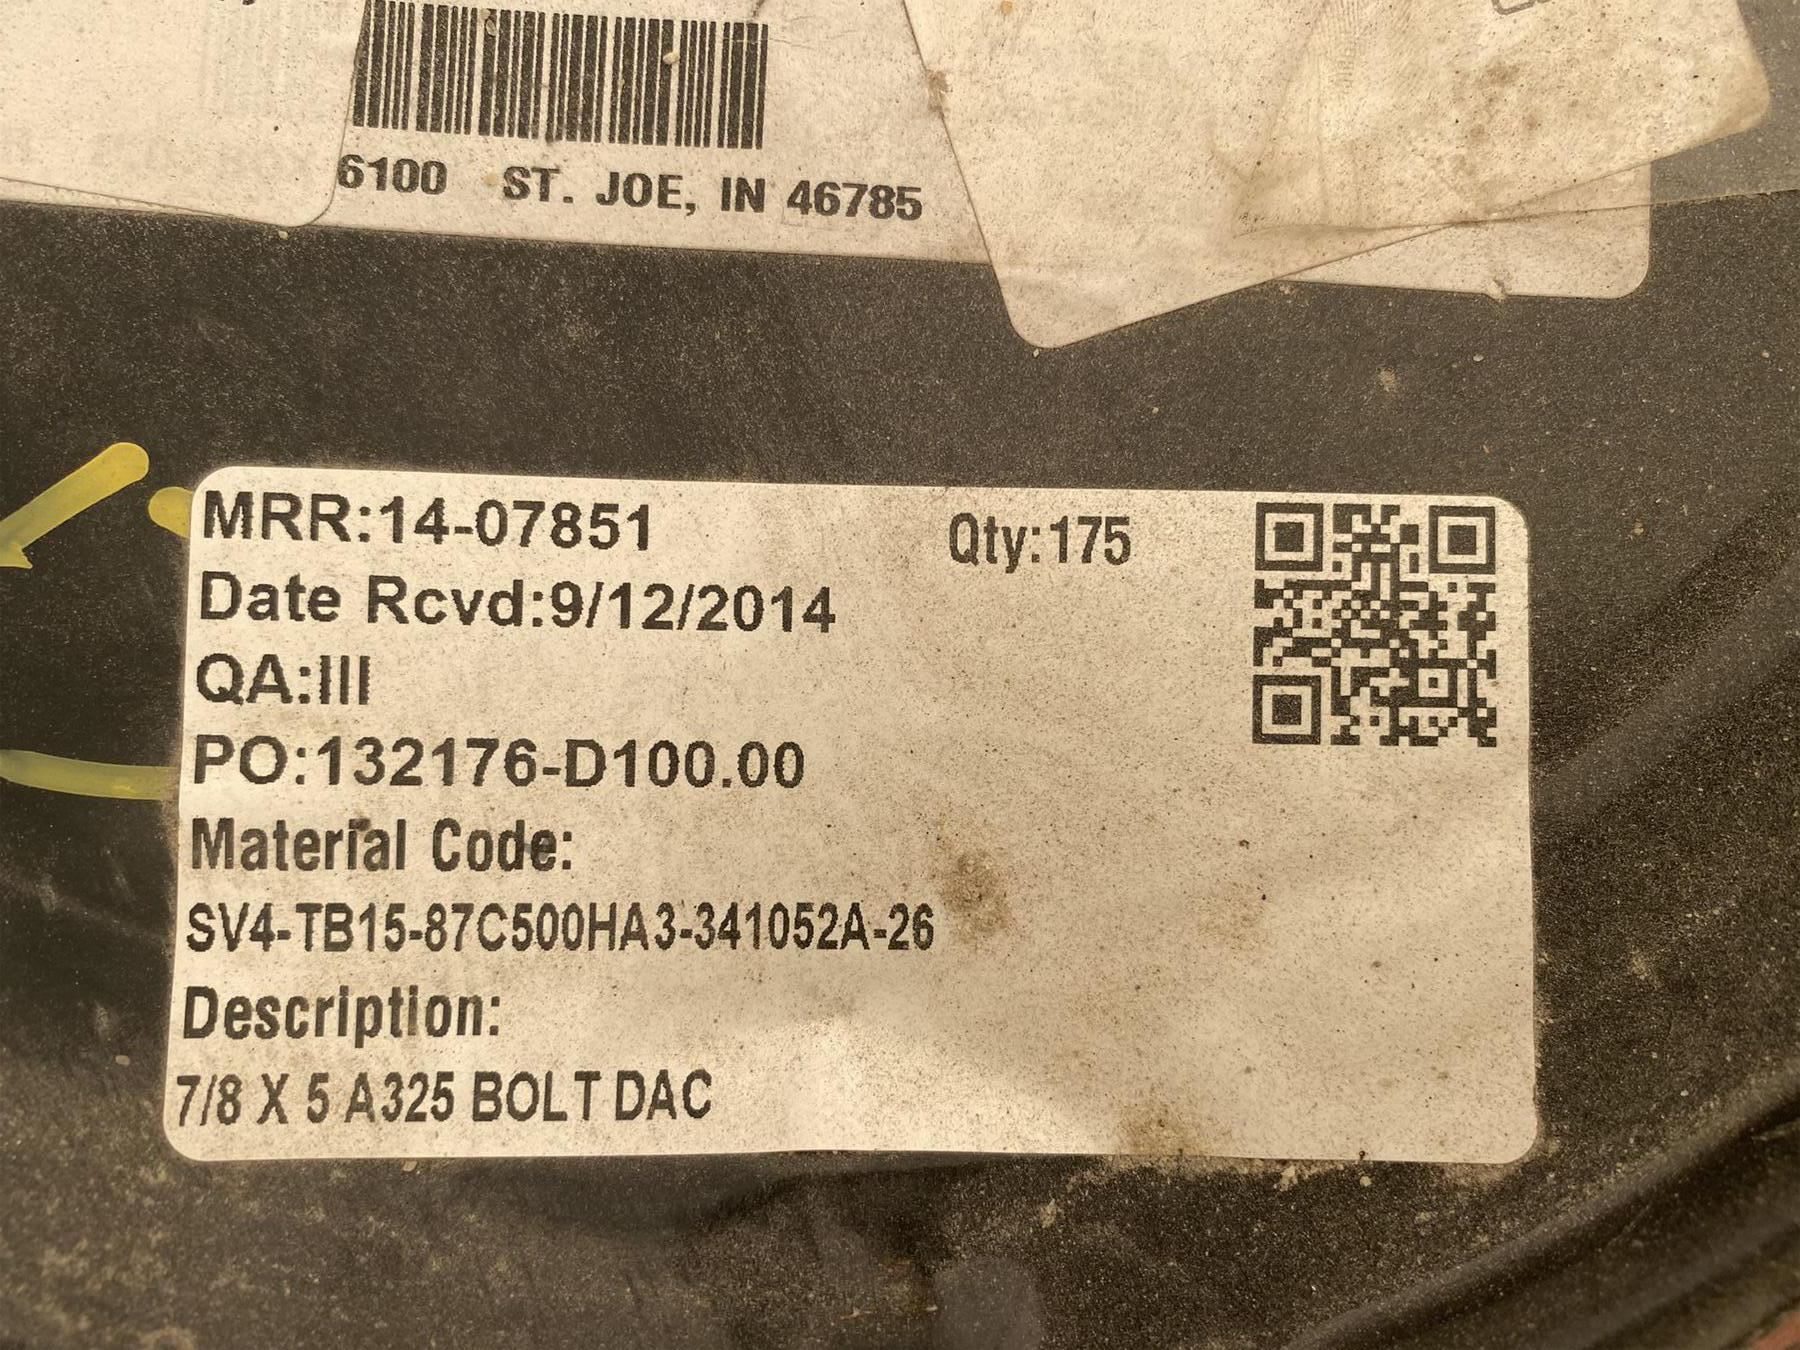 6100 ST. JOE, IN 46785
MRR:14-07851 Qty:175
Date Rcvd:9/12/2014
QA:III
PO:132176-D100.00
Material Code:
SV4-TB15-87C500HA3-341052A-26
Description:
7/8 X 5 A325 BOLT DAC